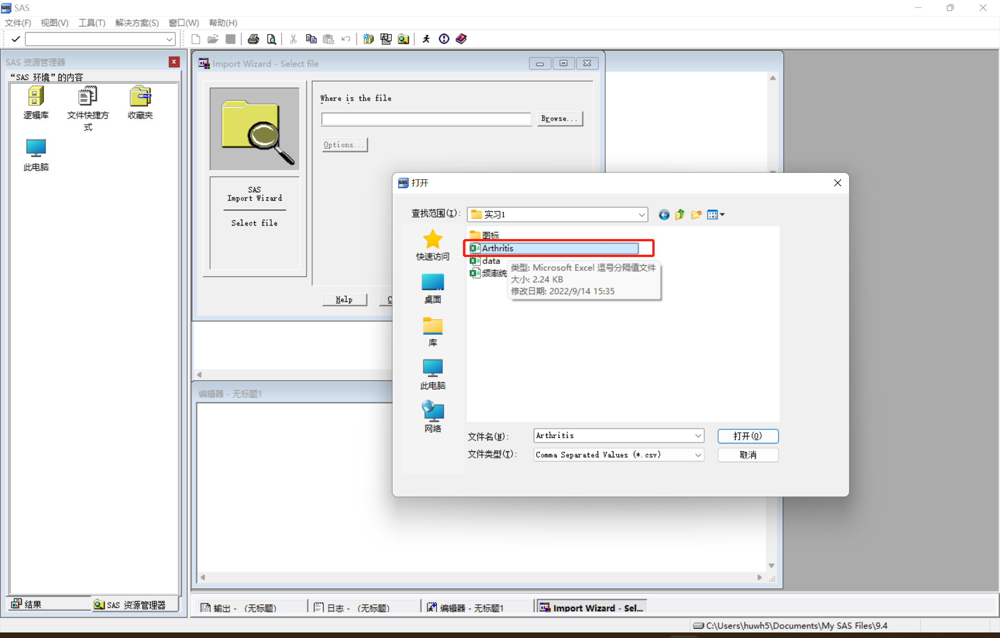 SAS
文件(F) 视图(V) 工具(T) 解决方案(S) 窗口(W) 帮助(H)
SAS 资源管理器
“SAS 环境”的内容
逻辑库
文件快捷方式
收藏夹
此电脑
Import Wizard - Select file
Where is the file
Browse...
Options...
SAS
Import Wizard
Select file
Help
C
打开
查找范围(I):
实习1
快速访问
桌面
库
此电脑
网络
图标
Arthritis
data
频率统
类型: Microsoft Excel 逗号分隔值文件
大小: 2.24 KB
修改日期: 2022/9/14 15:35
文件名(N):
Arthritis
打开(O)
文件类型(T):
Comma Separated Values (*.csv)
取消
编辑器 - 无标题1
结果
SAS 资源管理器
输出 - (无标题)
日志 - (无标题)
编辑器 - 无标题1
Import Wizard - Sel...
C:\Users\huwh5\Documents\My SAS Files\9.4